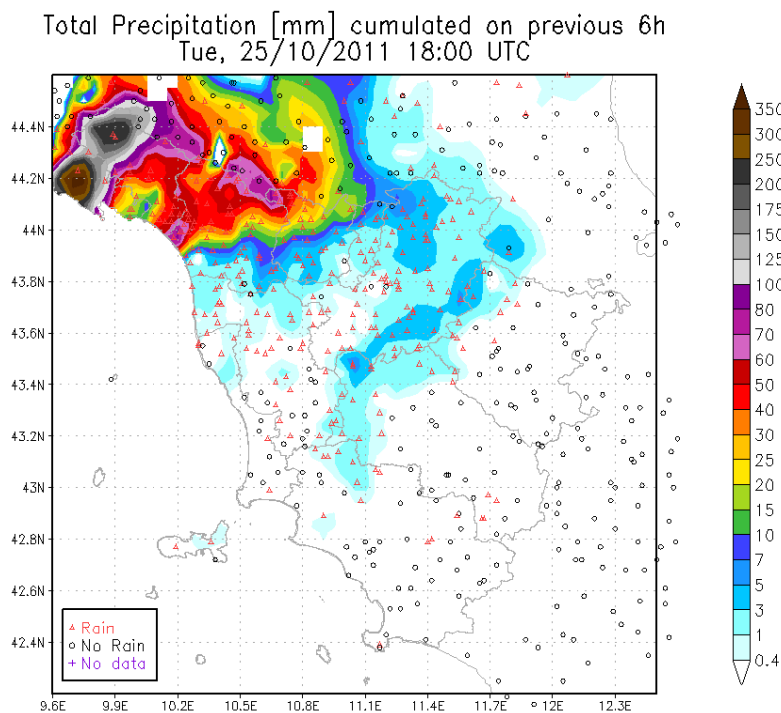 Total Precipitation [mm] cumulated on previous 6h
Tue, 25/10/2011 18:00 UTC
44.4N
44.2N
44N
43.8N
43.6N
43.4N
43.2N
43N
42.8N
42.6N
42.4N
9.6E 9.9E 10.2E 10.5E 10.8E 11.1E 11.4E 11.7E 12E 12.3E
Rain
No Rain
No data
350
300
250
200
175
150
125
100
90
80
70
60
50
40
30
25
20
15
10
7
5
3
1
0.4